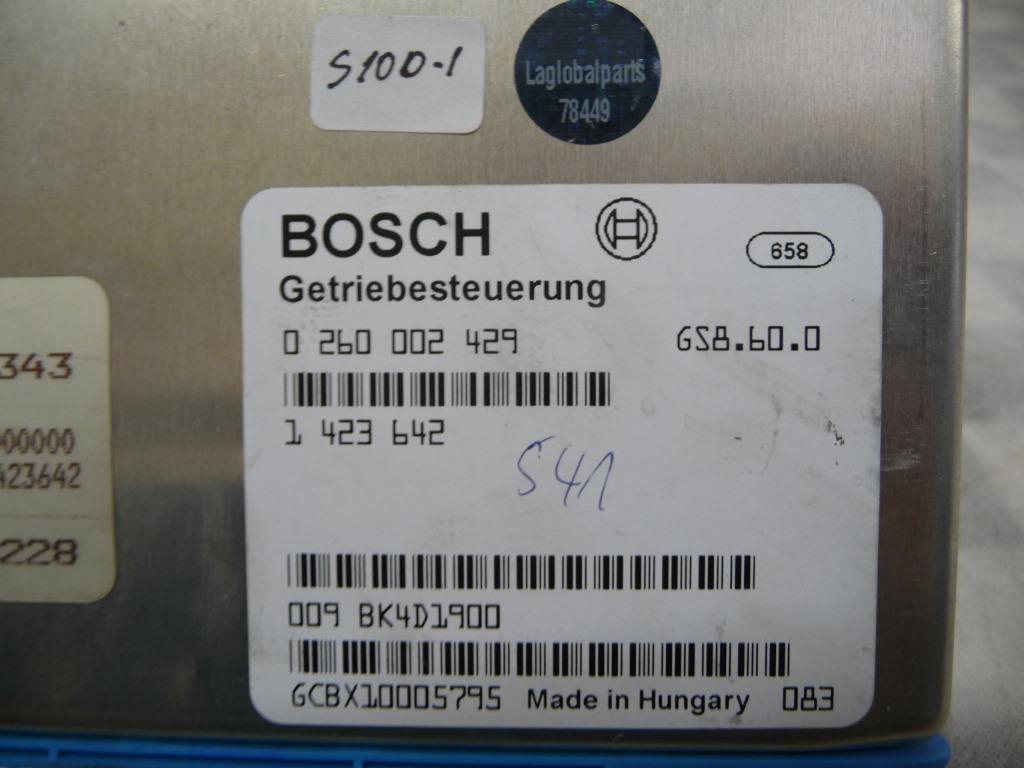 S100-1
Laglobalparts
78449
BOSCH
658
Getriebesteuerung
0 260 002 429 GS8.60.0
1 423 642
S41
009 BK4D1900
GCBX10005795 Made in Hungary 083
343
00000
423642
228